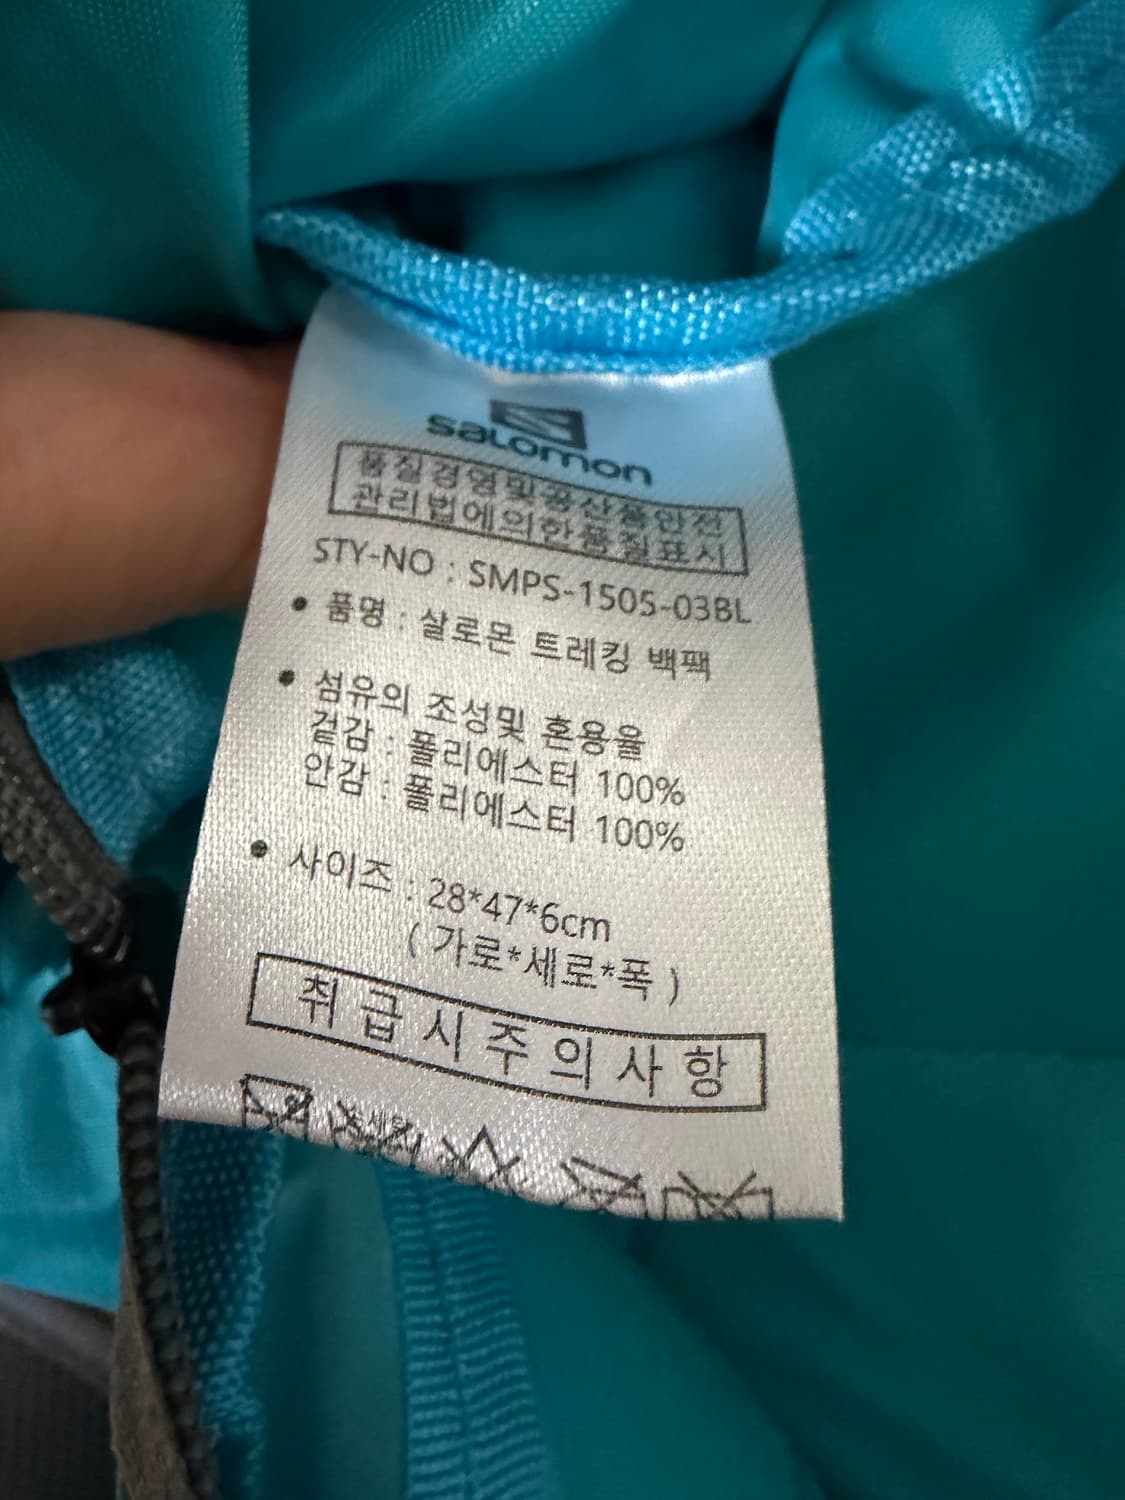 salomon
품질경영및공산품안전
관리법에의한품질표시
STY-NO : SMPS-1505-03BL
• 품명 : 살로몬 트레킹 백팩
• 섬유의 조성및 혼용율
겉감 : 폴리에스터 100%
안감 : 폴리에스터 100%
• 사이즈 : 28*47*6cm
( 가로*세로*폭 )
취급시주의사항